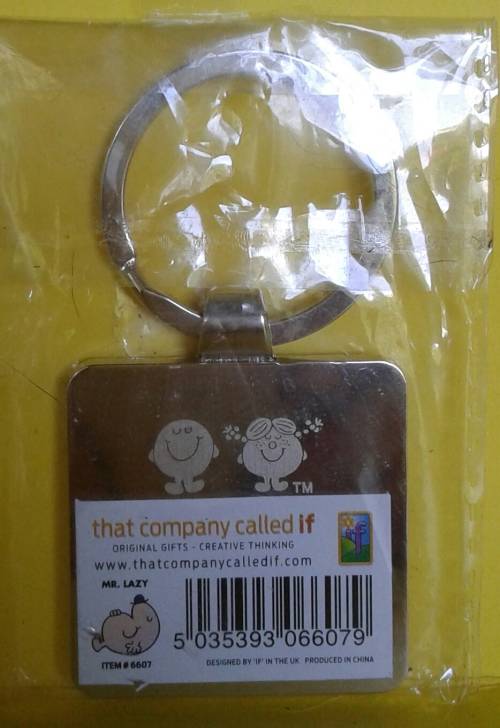 TM
that company called if
ORIGINAL GIFTS - CREATIVE THINKING
www.thatcompanycalledif.com
if
MR. LAZY
5 035393 066079
ITEM # 6607
DESIGNED BY 'IF' IN THE UK PRODUCED IN CHINA